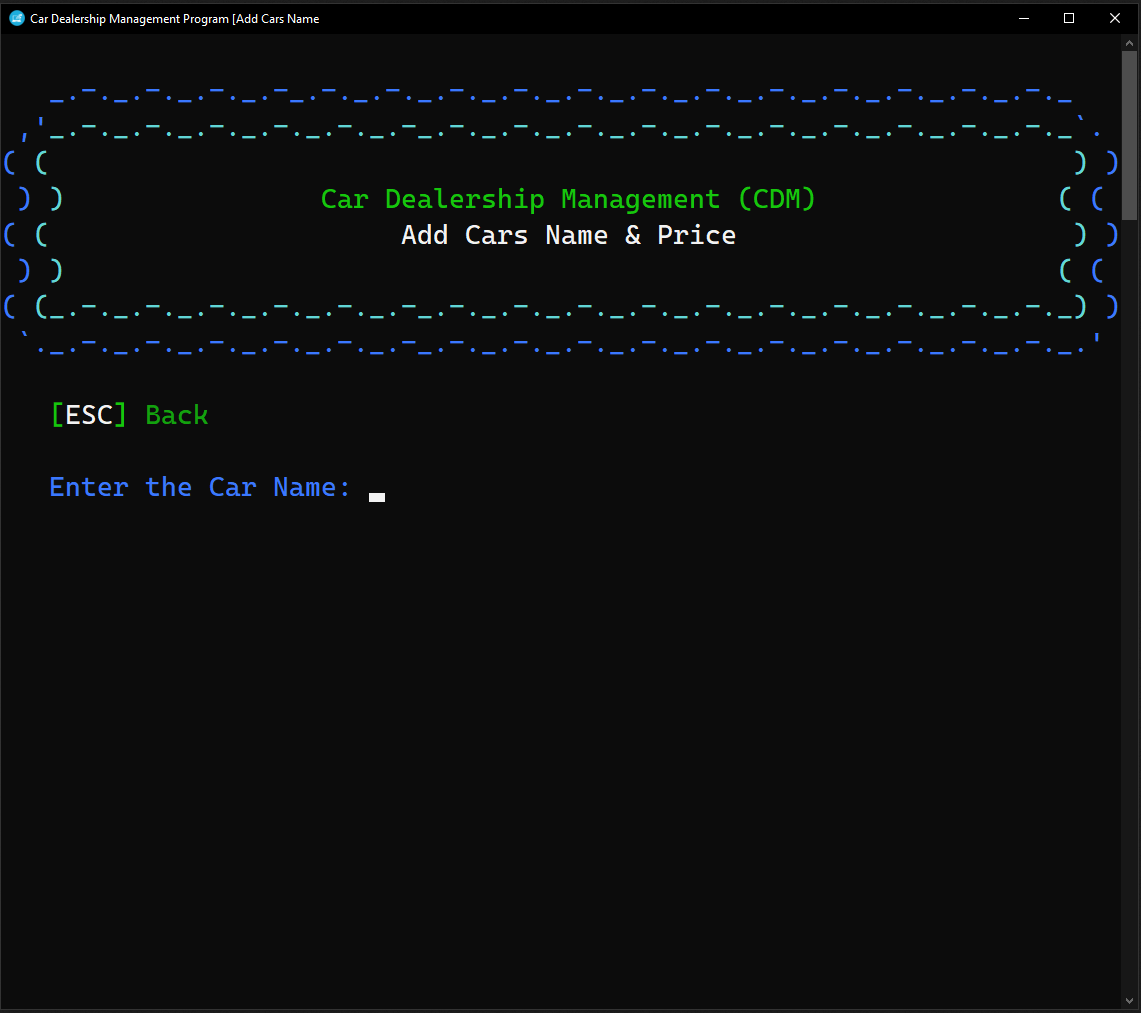 Car Dealership Management Program [Add Cars Name
Car Dealership Management (CDM)
Add Cars Name & Price
[ESC] Back
Enter the Car Name: